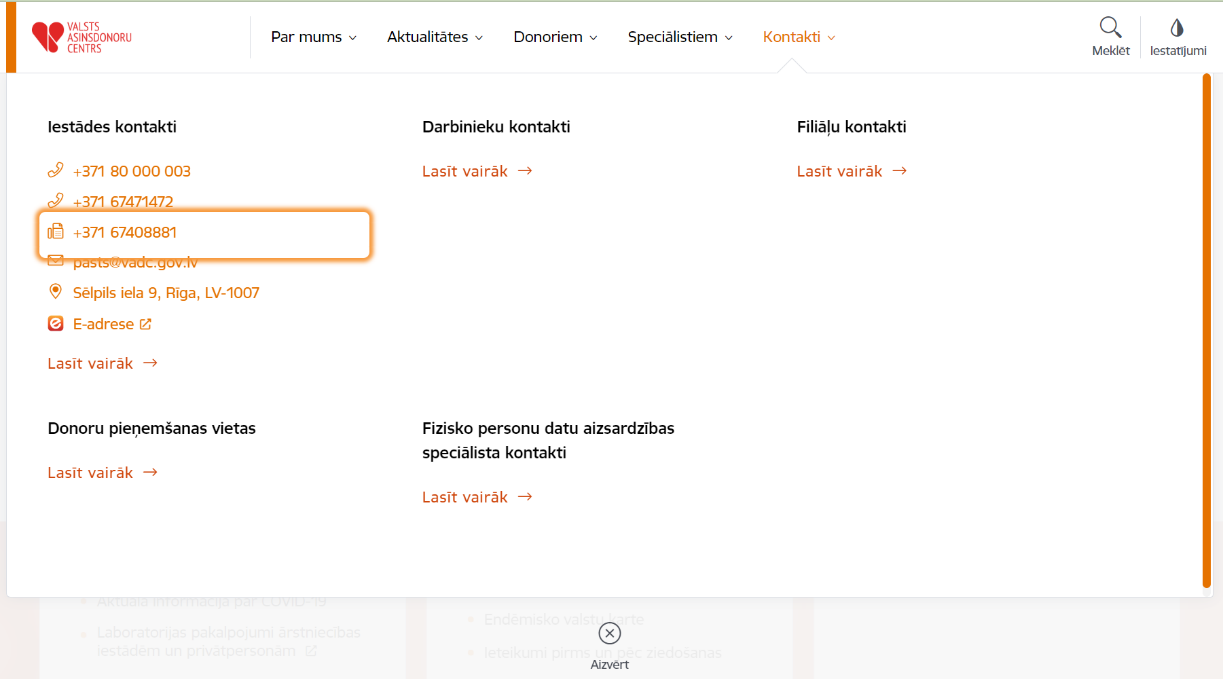 VALSTS
ASINSDONORU
CENTRS
Par mums
Aktualitātes
Donoriem
Speciālistiem
Kontakti
Meklēt
Iestatījumi
Iestādes kontakti
+371 80 000 003
+371 67471472
+371 67408881
pasts@vadc.gov.lv
Sēlpils iela 9, Rīga, LV-1007
E-adrese
Lasīt vairāk
Darbinieku kontakti
Lasīt vairāk
Filiāļu kontakti
Lasīt vairāk
Donoru pieņemšanas vietas
Lasīt vairāk
Fizisko personu datu aizsardzības
speciālista kontakti
Lasīt vairāk
Aktuālā informācija par COVID-19
Laboratorijas pakalpojumi ārstniecības
iestādēm un privātpersonām
Endēmisko valstu karte
Ieteikumi pirms un pēc ziedošanas
Aizvērt